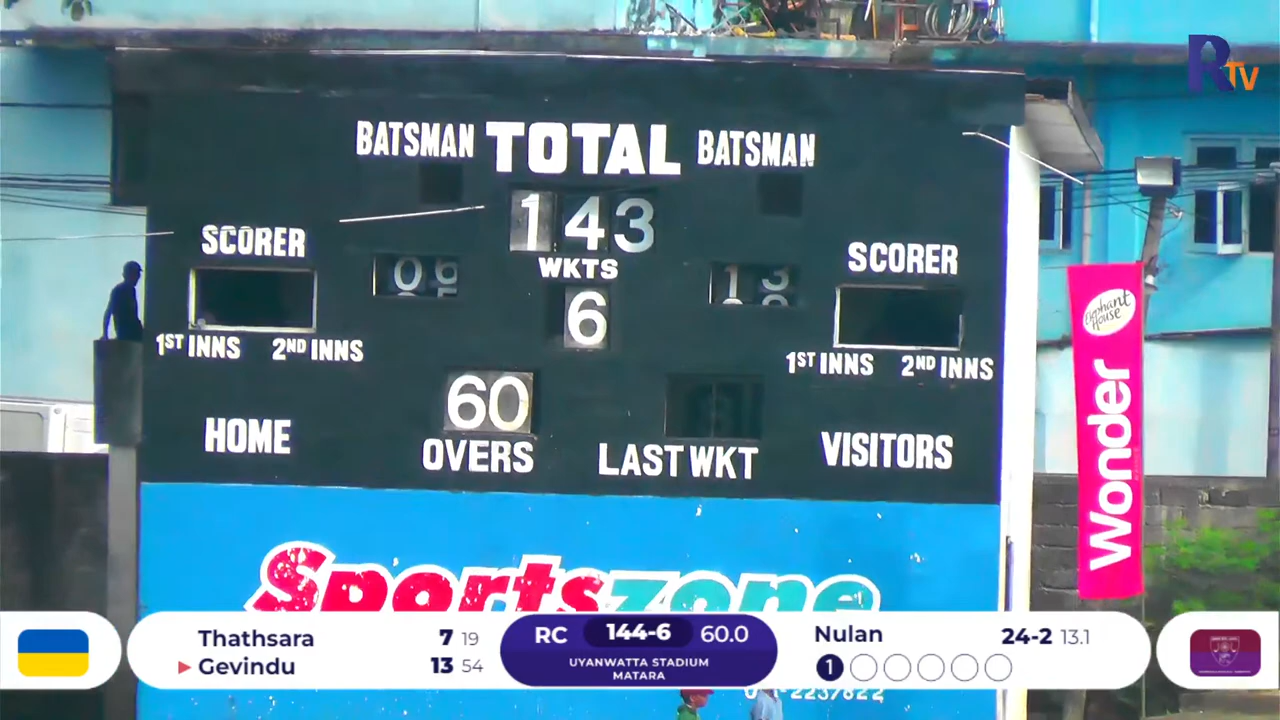 RTV
BATSMAN TOTAL BATSMAN
143
SCORER
WKTS
SCORER
06
13
6
1ST INNS 2ND INNS
1ST INNS 2ND INNS
60
HOME
OVERS
LAST WKT
VISITORS
Elephant House
Wonder
Sportszone
Thathsara 7 19
Gevindu 13 54
RC 144-6 60.0
UYANWATTA STADIUM
MATARA
Nulan 24-2 13.1
1